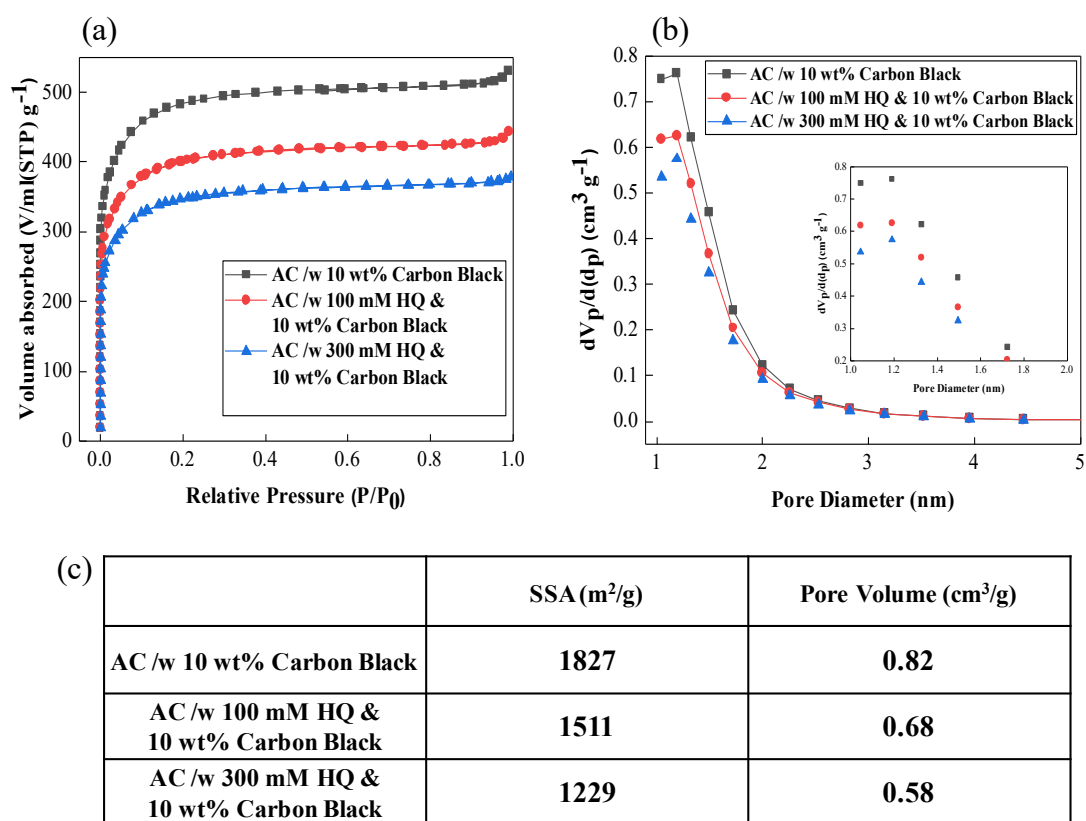 (a)
Volume absorbed (V/ml(STP) g⁻¹)
500
400
300
200
100
0
0.0 0.2 0.4 0.6 0.8 1.0
Relative Pressure (P/P₀)
AC /w 10 wt% Carbon Black
AC /w 100 mM HQ &
10 wt% Carbon Black
AC /w 300 mM HQ &
10 wt% Carbon Black
(b)
dVₚ/d(dₚ) (cm³ g⁻¹)
0.8
0.7
0.6
0.5
0.4
0.3
0.2
0.1
0.0
1 2 3 4 5
Pore Diameter (nm)
AC /w 10 wt% Carbon Black
AC /w 100 mM HQ & 10 wt% Carbon Black
AC /w 300 mM HQ & 10 wt% Carbon Black
dVₚ/d(dₚ) (cm³ g⁻¹)
0.8
0.7
0.6
0.5
0.4
0.3
0.2
1.0 1.2 1.4 1.6 1.8 2.0
Pore Diameter (nm)
(c)
SSA (m²/g) Pore Volume (cm³/g)
AC /w 10 wt% Carbon Black 1827 0.82
AC /w 100 mM HQ &
10 wt% Carbon Black 1511 0.68
AC /w 300 mM HQ &
10 wt% Carbon Black 1229 0.58